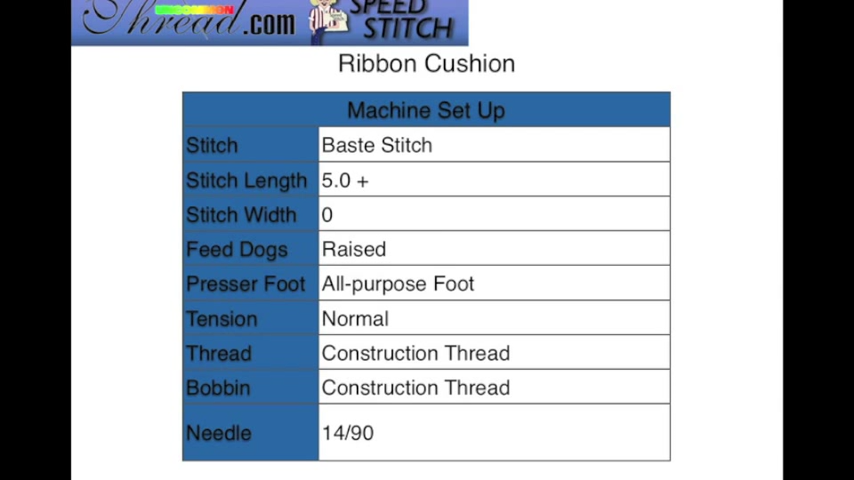 Thread.com
SPEED
STITCH
Ribbon Cushion
Machine Set Up
Stitch Baste Stitch
Stitch Length 5.0 +
Stitch Width 0
Feed Dogs Raised
Presser Foot All-purpose Foot
Tension Normal
Thread Construction Thread
Bobbin Construction Thread
Needle 14/90